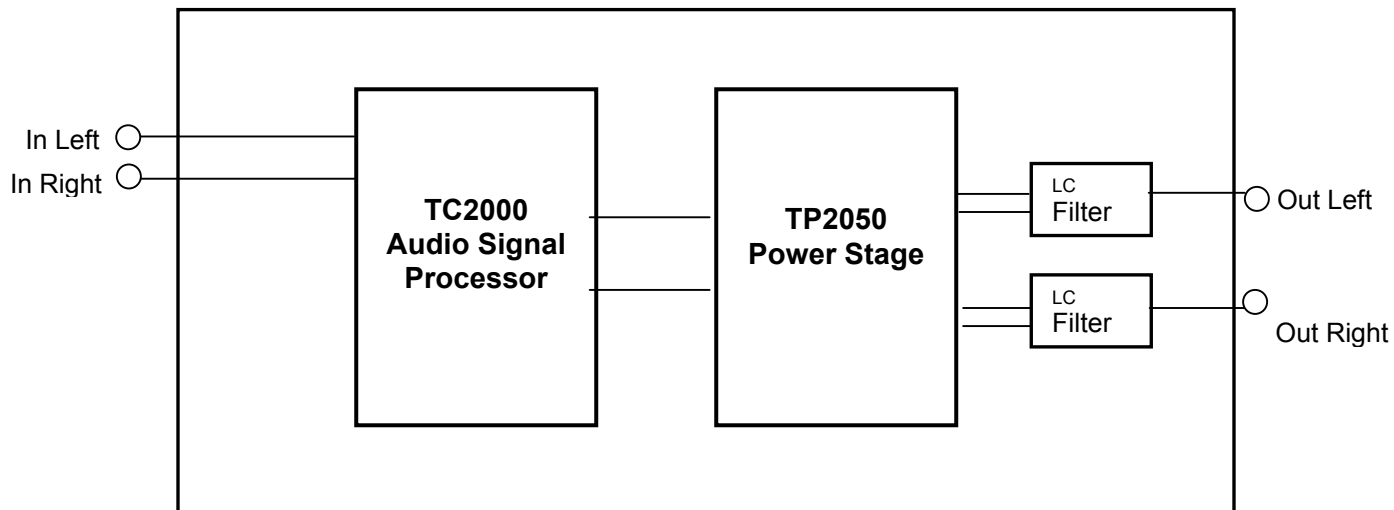 In Left
In Right
TC2000
Audio Signal
Processor
TP2050
Power Stage
LC
Filter
Out Left
LC
Filter
Out Right